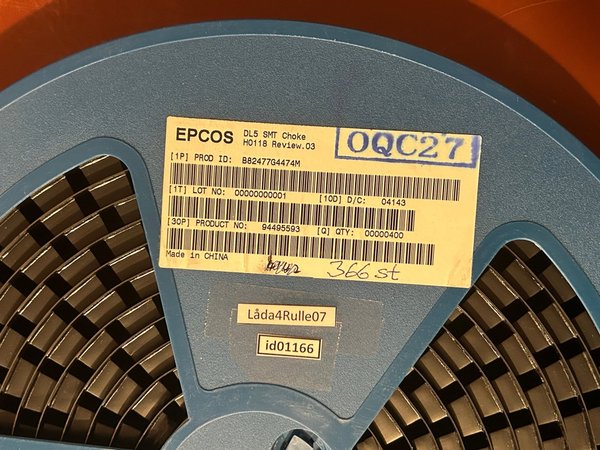 EPCOS DL5 SMT Choke
H0118 Review.03
OQC27
[1P] PROD ID: B82477G4474M
[1T] LOT NO: 00000000001 [10D] D/C: 04143
[30P] PRODUCT NO: 94495593 [Q] QTY: 00000400
Made in CHINA
366 st
Låda4Rulle07
id01166